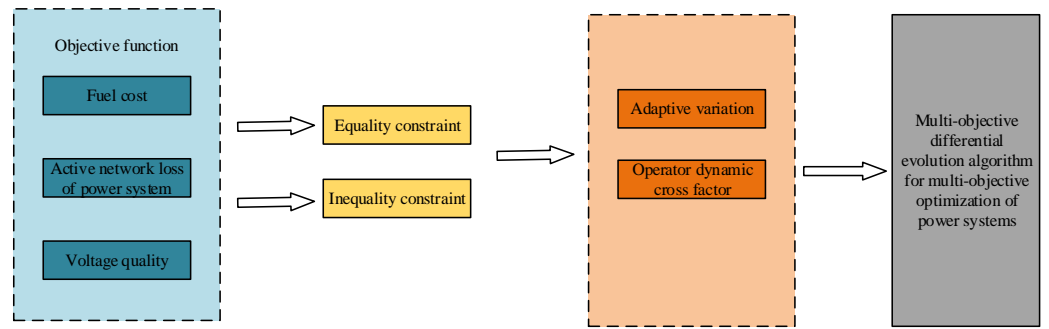 Objective function
Fuel cost
Active network loss
of power system
Voltage quality
Equality constraint
Inequality constraint
Adaptive variation
Operator dynamic
cross factor
Multi-objective
differential
evolution algorithm
for multi-objective
optimization of
power systems